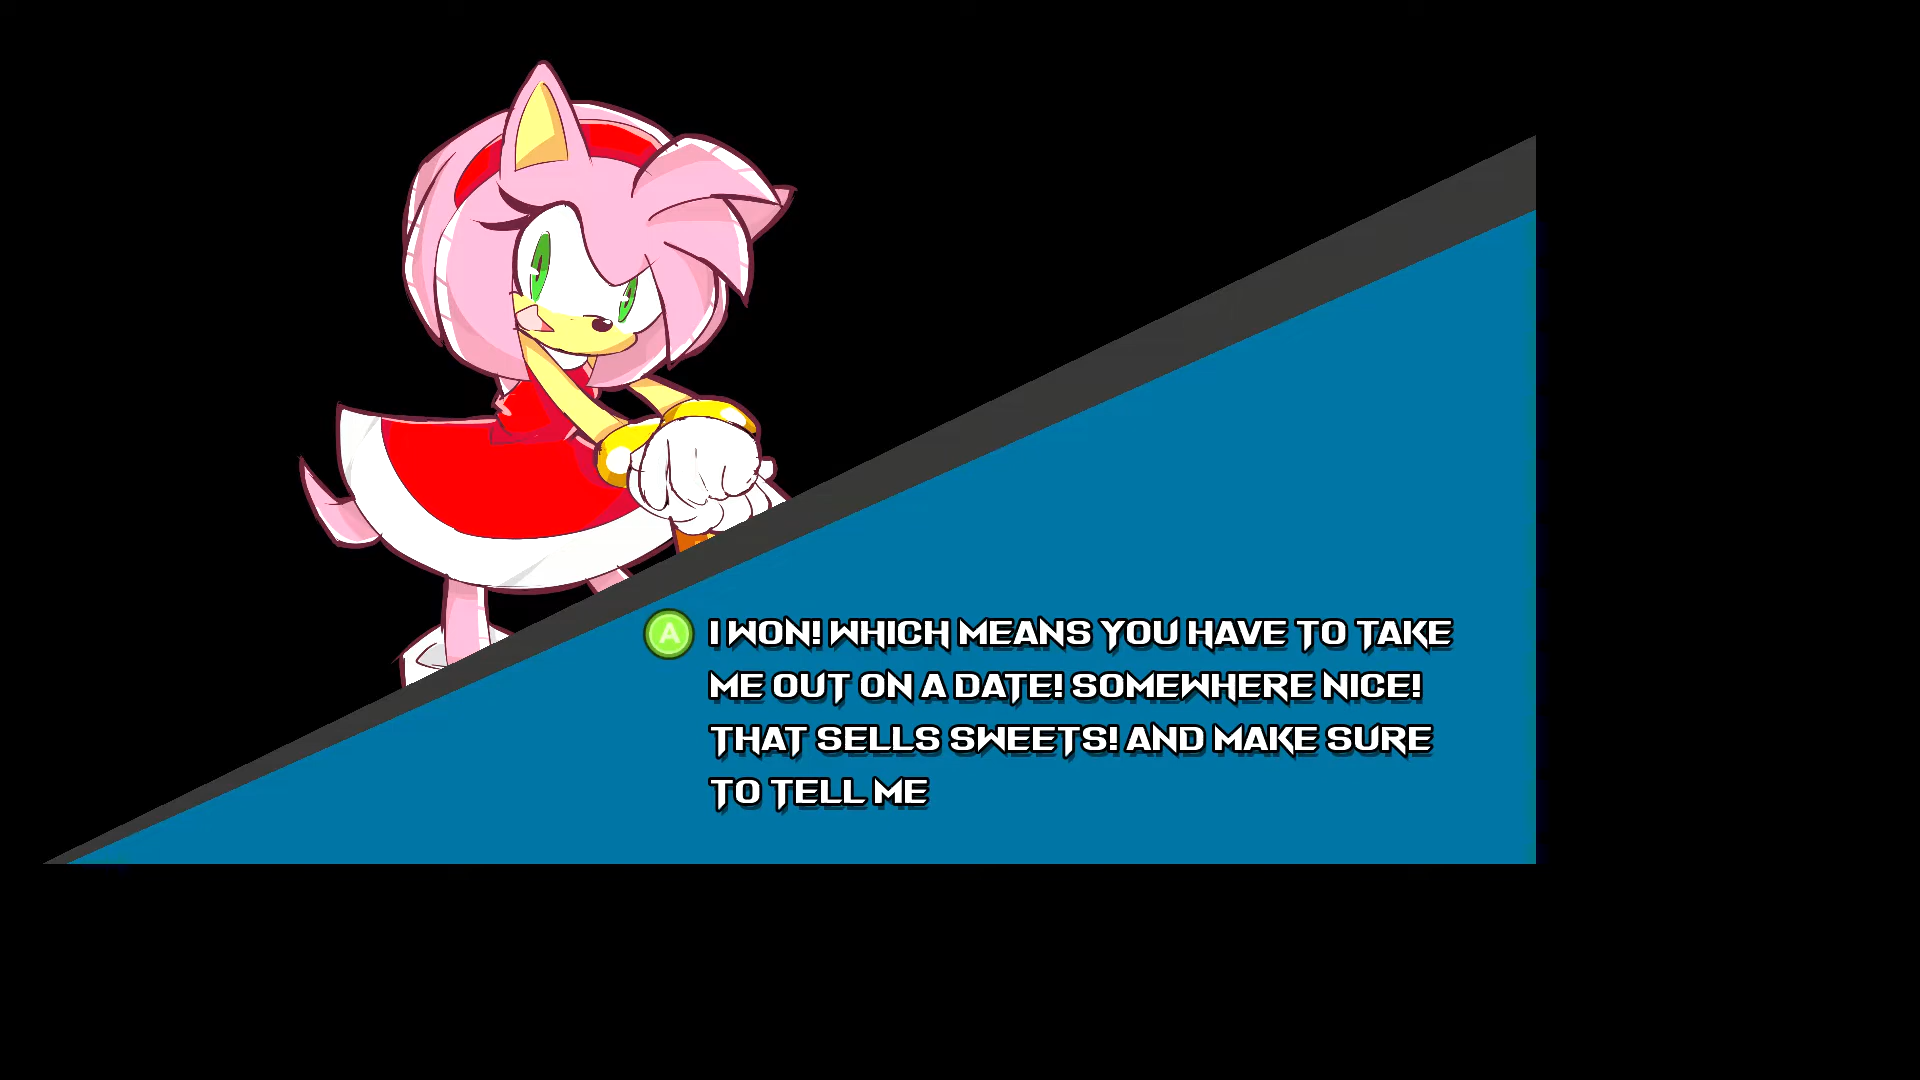 A I WON! WHICH MEANS YOU HAVE TO TAKE
ME OUT ON A DATE! SOMEWHERE NICE!
THAT SELLS SWEETS! AND MAKE SURE
TO TELL ME